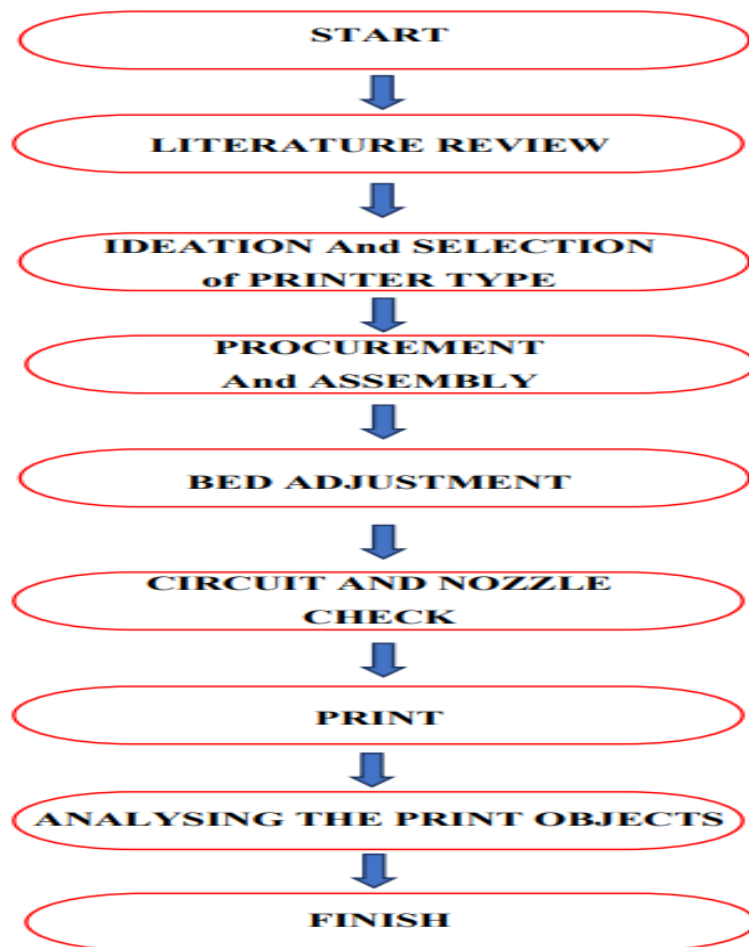 START
LITERATURE REVIEW
IDEATION And SELECTION
of PRINTER TYPE
PROCUREMENT
And ASSEMBLY
BED ADJUSTMENT
CIRCUIT AND NOZZLE
CHECK
PRINT
ANALYSING THE PRINT OBJECTS
FINISH